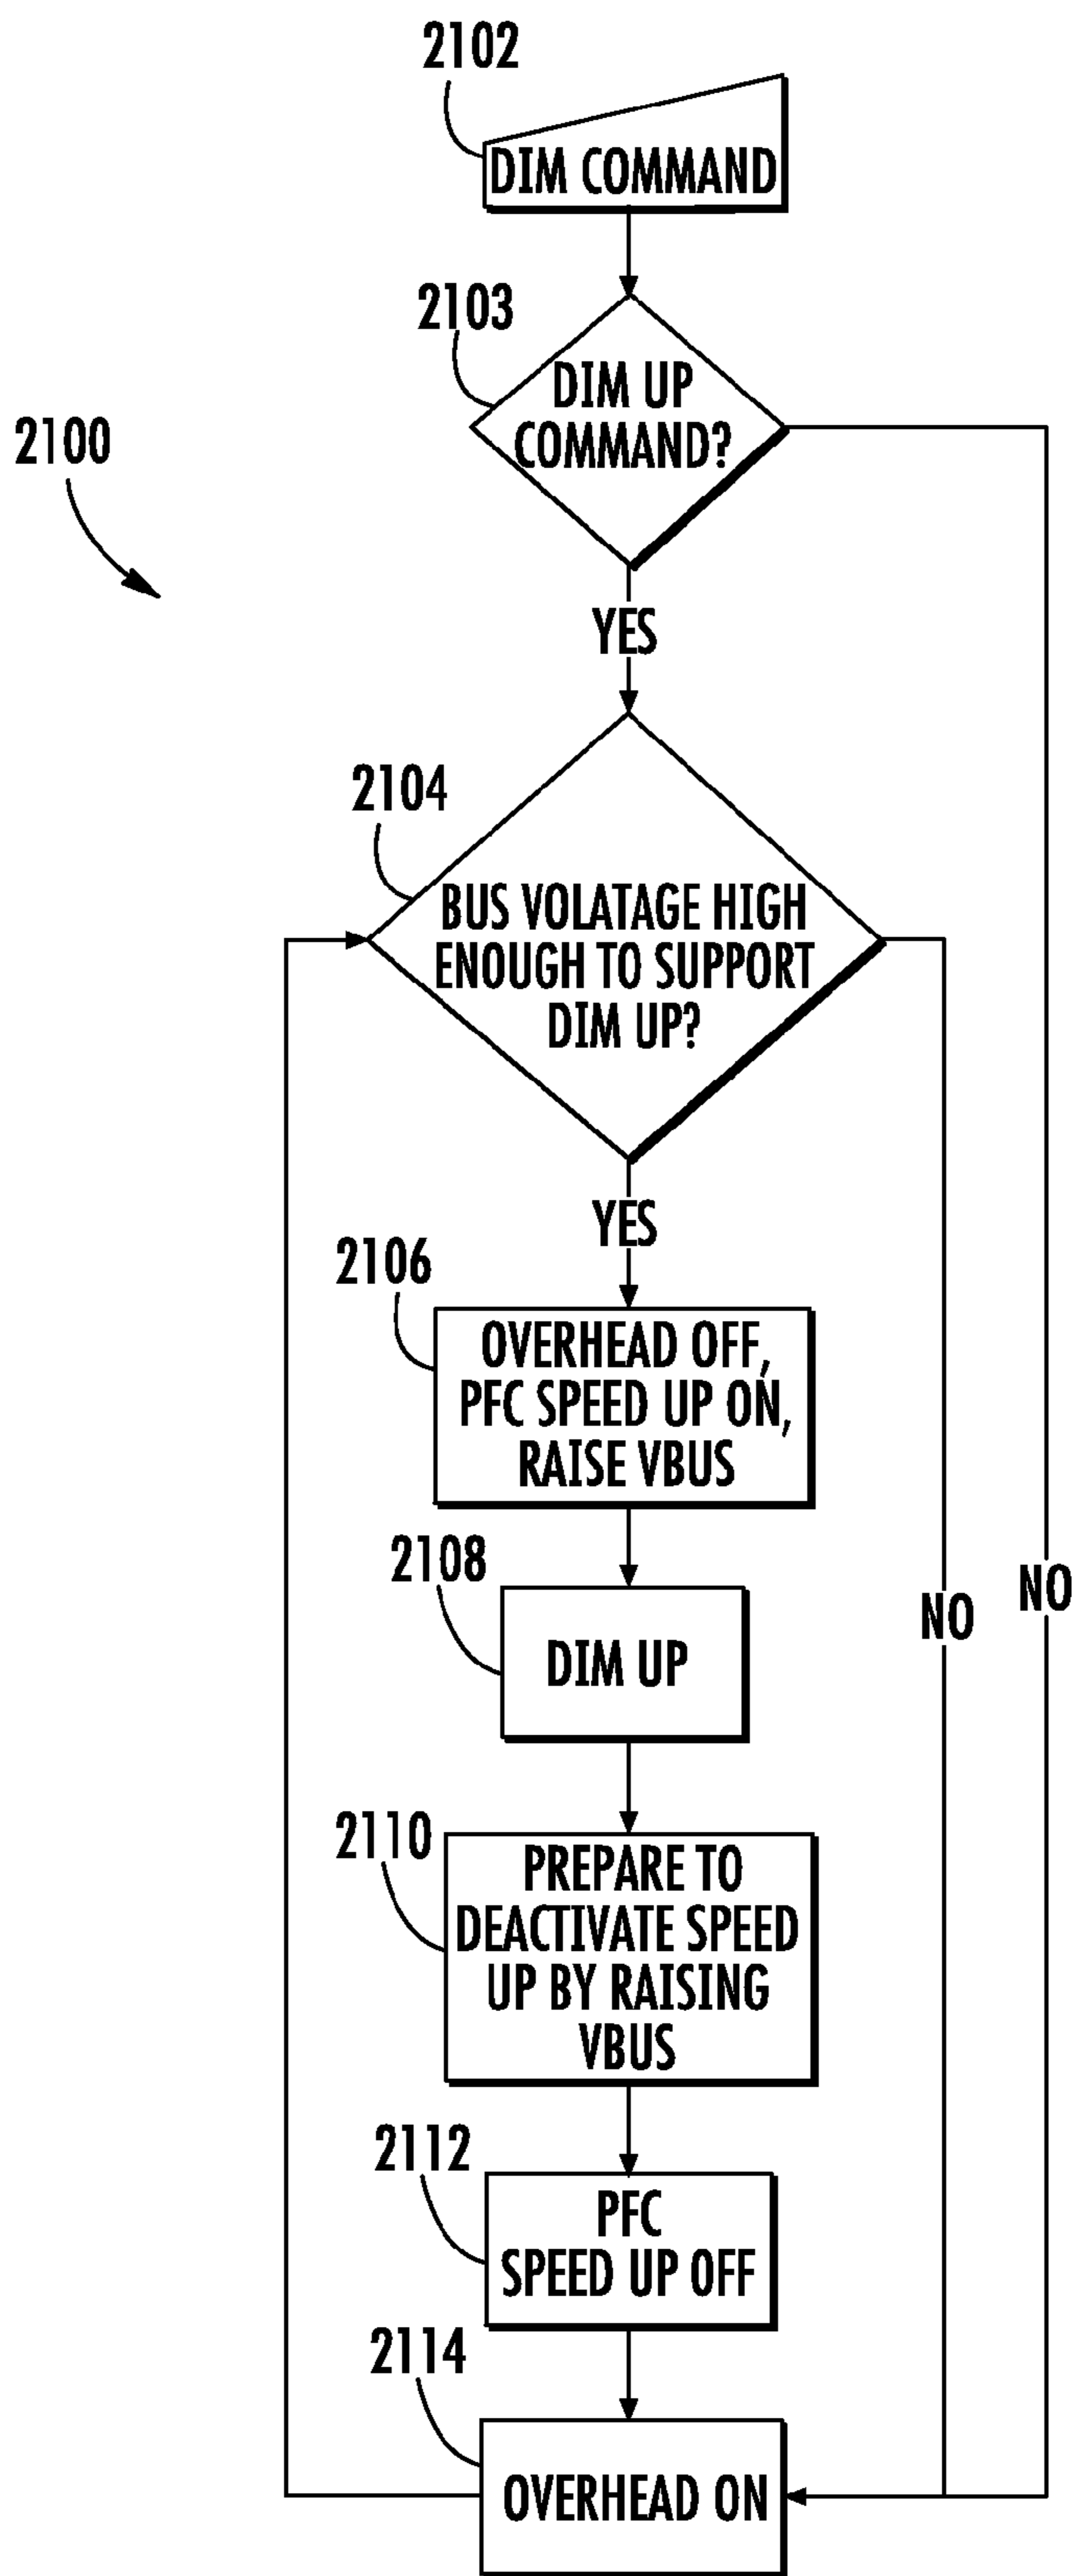 2102
DIM COMMAND
2103
DIM UP
COMMAND?
2100
YES
2104
BUS VOLATAGE HIGH
ENOUGH TO SUPPORT
DIM UP?
YES
2106
OVERHEAD OFF,
PFC SPEED UP ON,
RAISE VBUS
2108
DIM UP
NO
NO
2110
PREPARE TO
DEACTIVATE SPEED
UP BY RAISING
VBUS
2112
PFC
SPEED UP OFF
2114
OVERHEAD ON